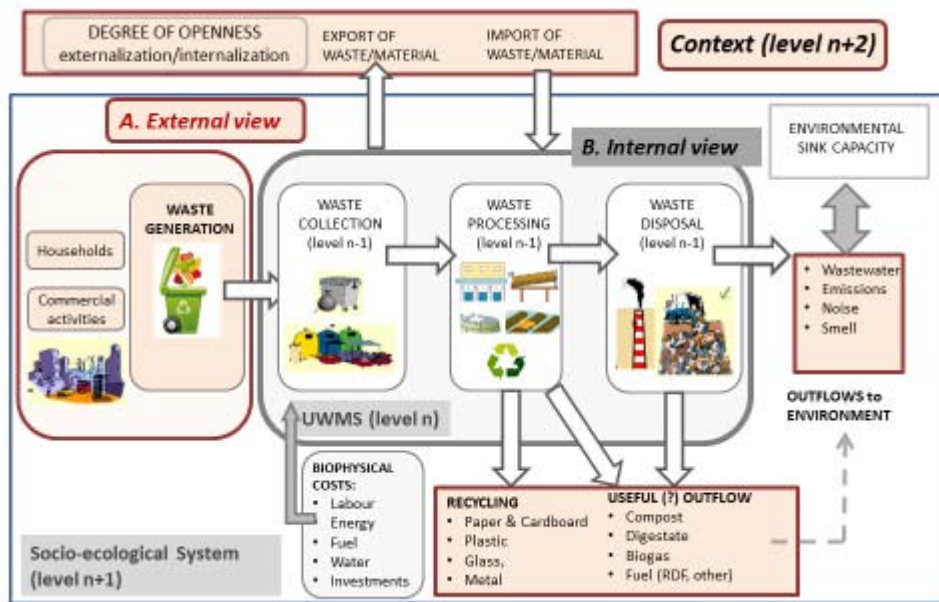 DEGREE OF OPENNESS
externalization/internalization
EXPORT OF
WASTE/MATERIAL
IMPORT OF
WASTE/MATERIAL
Context (level n+2)
A. External view
B. Internal view
ENVIRONMENTAL
SINK CAPACITY
WASTE
GENERATION
Households
Commercial
activities
WASTE
COLLECTION
(level n-1)
WASTE
PROCESSING
(level n-1)
WASTE
DISPOSAL
(level n-1)
• Wastewater
• Emissions
• Noise
• Smell
OUTFLOWS to
ENVIRONMENT
UWMS (level n)
BIOPHYSICAL
COSTS:
• Labour
• Energy
• Fuel
• Water
• Investments
RECYCLING
• Paper & Cardboard
• Plastic
• Glass,
• Metal
USEFUL (?) OUTFLOW
• Compost
• Digestate
• Biogas
• Fuel (RDF, other)
Socio-ecological System
(level n+1)